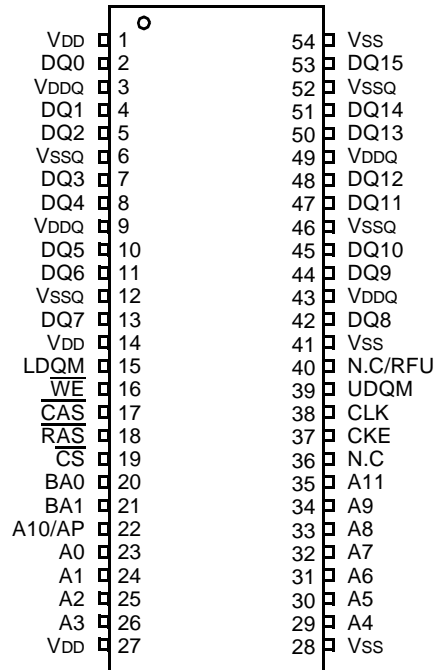 VDD 1 54 VSS
DQ0 2 53 DQ15
VDDQ 3 52 VSSQ
DQ1 4 51 DQ14
DQ2 5 50 DQ13
VSSQ 6 49 VDDQ
DQ3 7 48 DQ12
DQ4 8 47 DQ11
VDDQ 9 46 VSSQ
DQ5 10 45 DQ10
DQ6 11 44 DQ9
VSSQ 12 43 VDDQ
DQ7 13 42 DQ8
VDD 14 41 VSS
LDQM 15 40 N.C/RFU
W̅E̅ 16 39 UDQM
C̅A̅S̅ 17 38 CLK
R̅A̅S̅ 18 37 CKE
C̅S̅ 19 36 N.C
BA0 20 35 A11
BA1 21 34 A9
A10/AP 22 33 A8
A0 23 32 A7
A1 24 31 A6
A2 25 30 A5
A3 26 29 A4
VDD 27 28 VSS